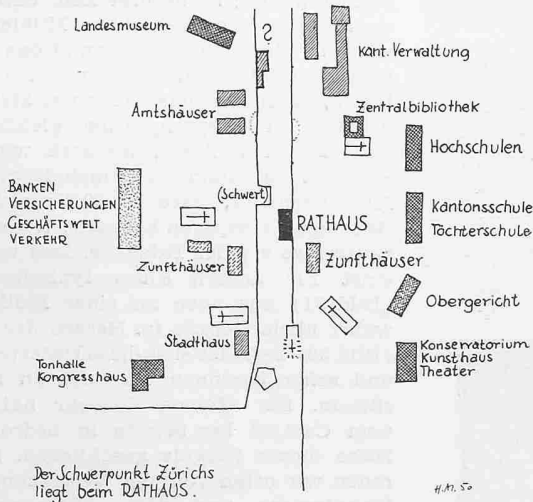 Landesmuseum
?
Kant. Verwaltung
Amtshäuser
Zentralbibliothek
Hochschulen
BANKEN
VERSICHERUNGEN
GESCHÄFTSWELT
VERKEHR
(Schwert)
RATHAUS
Kantonsschule
Töchterschule
Zunfthäuser
Zunfthäuser
Obergericht
Stadthaus
Konservatorium
Kunsthaus
Theater
Tonhalle
Kongresshaus
Der Schwerpunkt Zürichs
liegt beim RATHAUS.